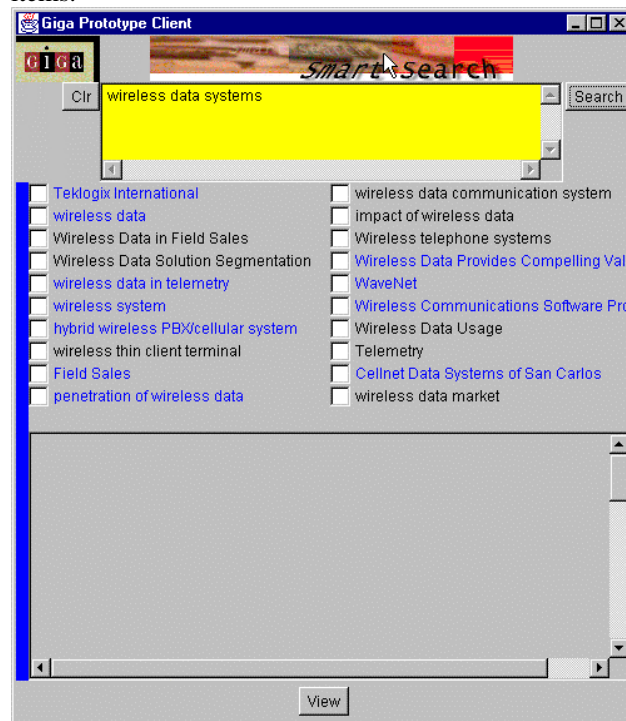 items.
Giga Prototype Client
GiGa
Smart Search
Clr
wireless data systems
Search
Teklogix International
wireless data communication system
wireless data
impact of wireless data
Wireless Data in Field Sales
Wireless telephone systems
Wireless Data Solution Segmentation
Wireless Data Provides Compelling Val
wireless data in telemetry
WaveNet
wireless system
Wireless Communications Software Pro
hybrid wireless PBX/cellular system
Wireless Data Usage
wireless thin client terminal
Telemetry
Field Sales
Cellnet Data Systems of San Carlos
penetration of wireless data
wireless data market
View